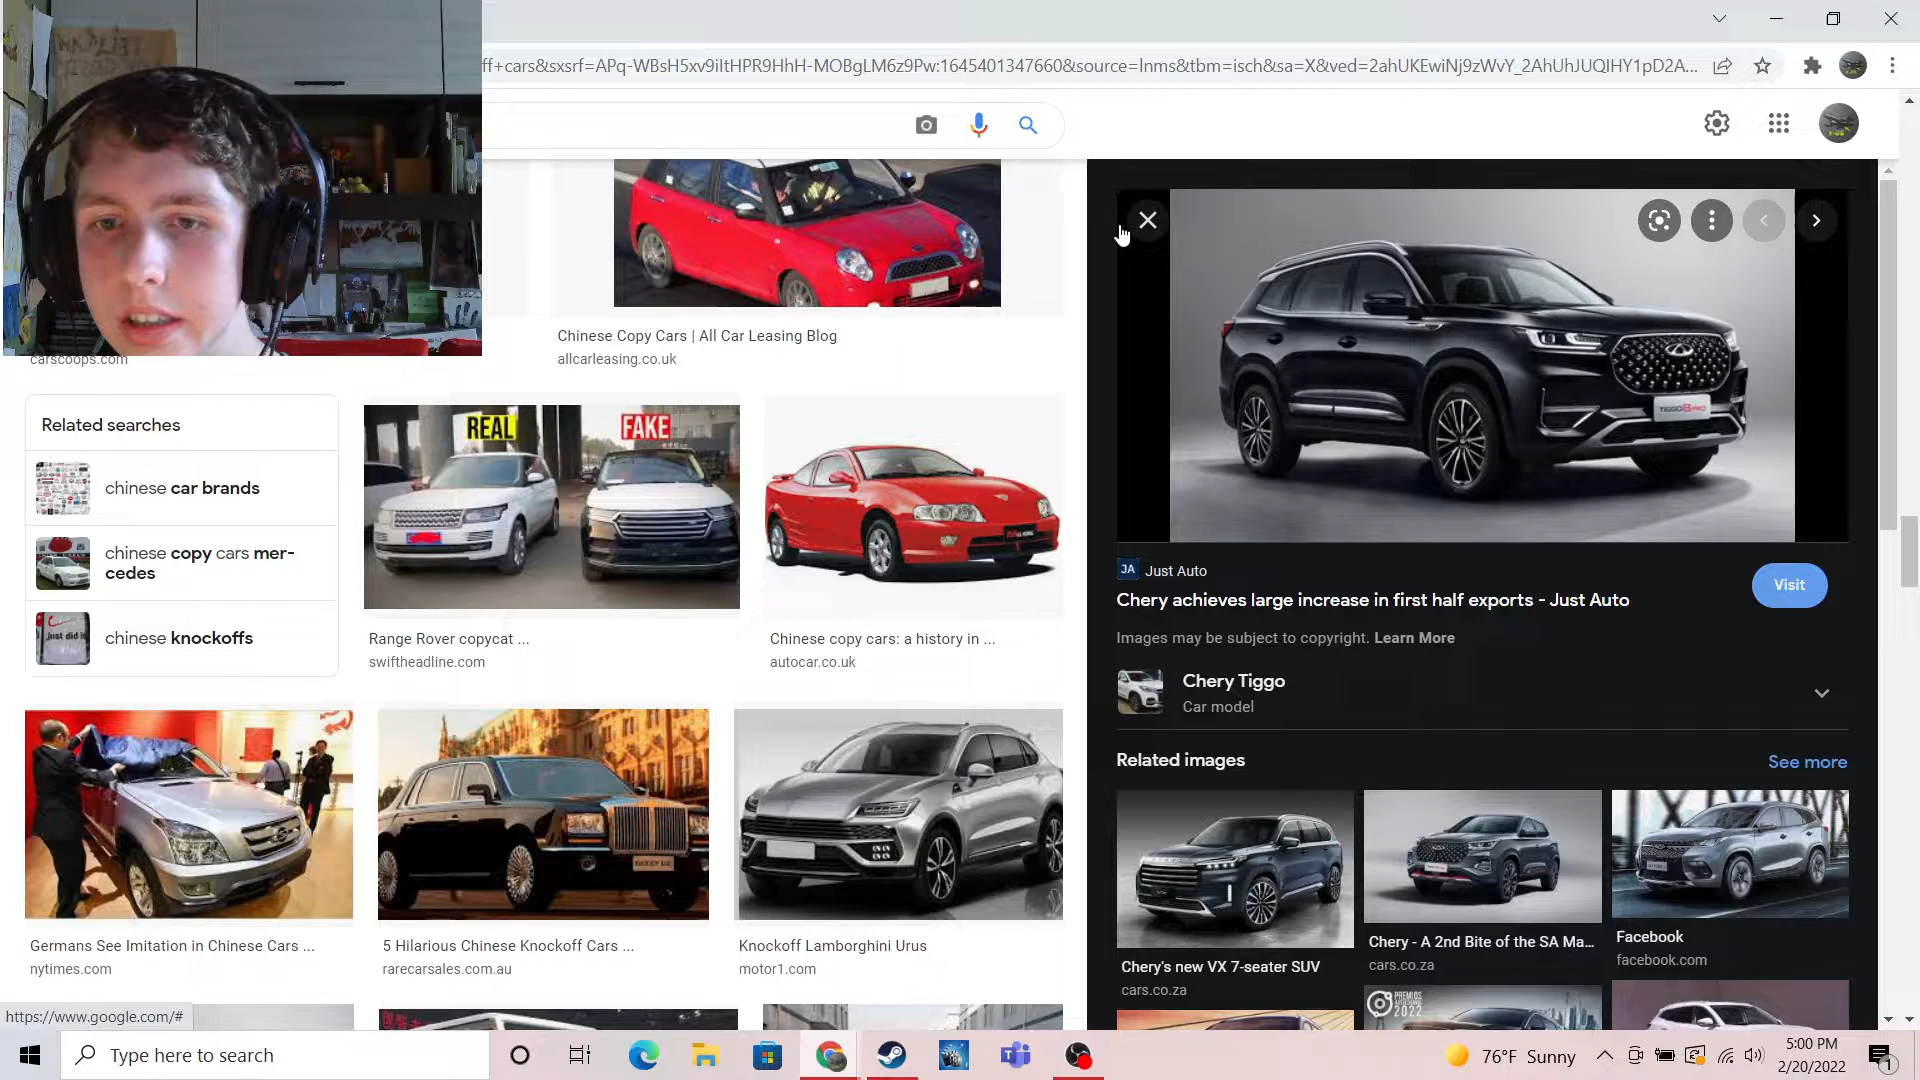 ff+cars&sxsrf=APq-WBsH5xv9iItHPR9HhH-MOBgLM6z9Pw:1645401347660&source=lnms&tbm=isch&sa=X&ved=2ahUKEwiNj9zWvY_2AhUhJUQIHY1pD2A...
carscoops.com
Chinese Copy Cars | All Car Leasing Blog
allcarleasing.co.uk
Related searches
chinese car brands
chinese copy cars mer-
cedes
just did it
chinese knockoffs
REAL
FAKE
Range Rover copycat ...
swiftheadline.com
Chinese copy cars: a history in ...
autocar.co.uk
Germans See Imitation in Chinese Cars ...
nytimes.com
5 Hilarious Chinese Knockoff Cars ...
rarecarsales.com.au
Knockoff Lamborghini Urus
motor1.com
TIGGO8PRO
JA
Just Auto
Visit
Chery achieves large increase in first half exports - Just Auto
Images may be subject to copyright. Learn More
Chery Tiggo
Car model
Related images
See more
Chery's new VX 7-seater SUV
cars.co.za
Chery - A 2nd Bite of the SA Ma...
cars.co.za
Facebook
facebook.com
PREMIOS
2022
https://www.google.com/#
Type here to search
76°F Sunny
5:00 PM
2/20/2022
1